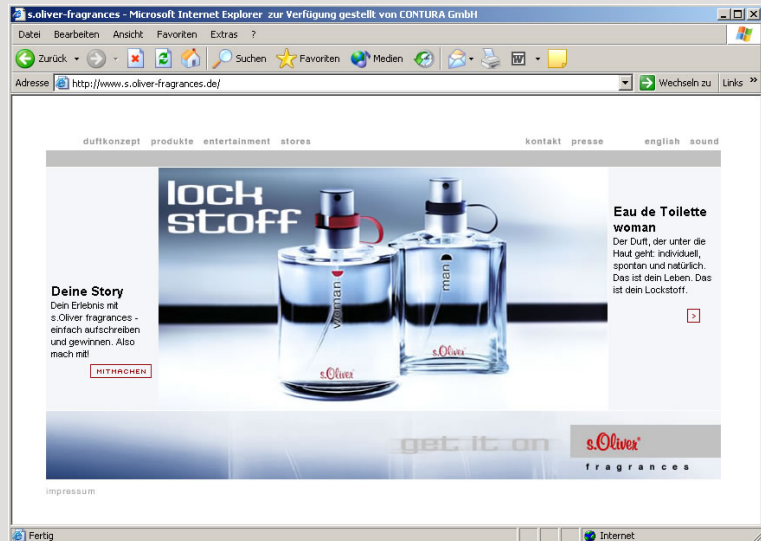 s.oliver-fragrances - Microsoft Internet Explorer zur Verfügung gestellt von CONTURA GmbH
Datei Bearbeiten Ansicht Favoriten Extras ?
Zurück Suchen Favoriten Medien
Adresse http://www.s.oliver-fragrances.de/ Wechseln zu Links »
duftkonzept produkte entertainment stores kontakt presse english sound
lock
stoff
woman
s.Oliver®
man
s.Oliver®
Deine Story
Dein Erlebnis mit
s.Oliver fragrances -
einfach aufschreiben
und gewinnen. Also
mach mit!
MITMACHEN
Eau de Toilette
woman
Der Duft, der unter die
Haut geht: individuell,
spontan und natürlich.
Das ist dein Leben. Das
ist dein Lockstoff.
>
get it on
s.Oliver®
fragrances
impressum
Fertig Internet